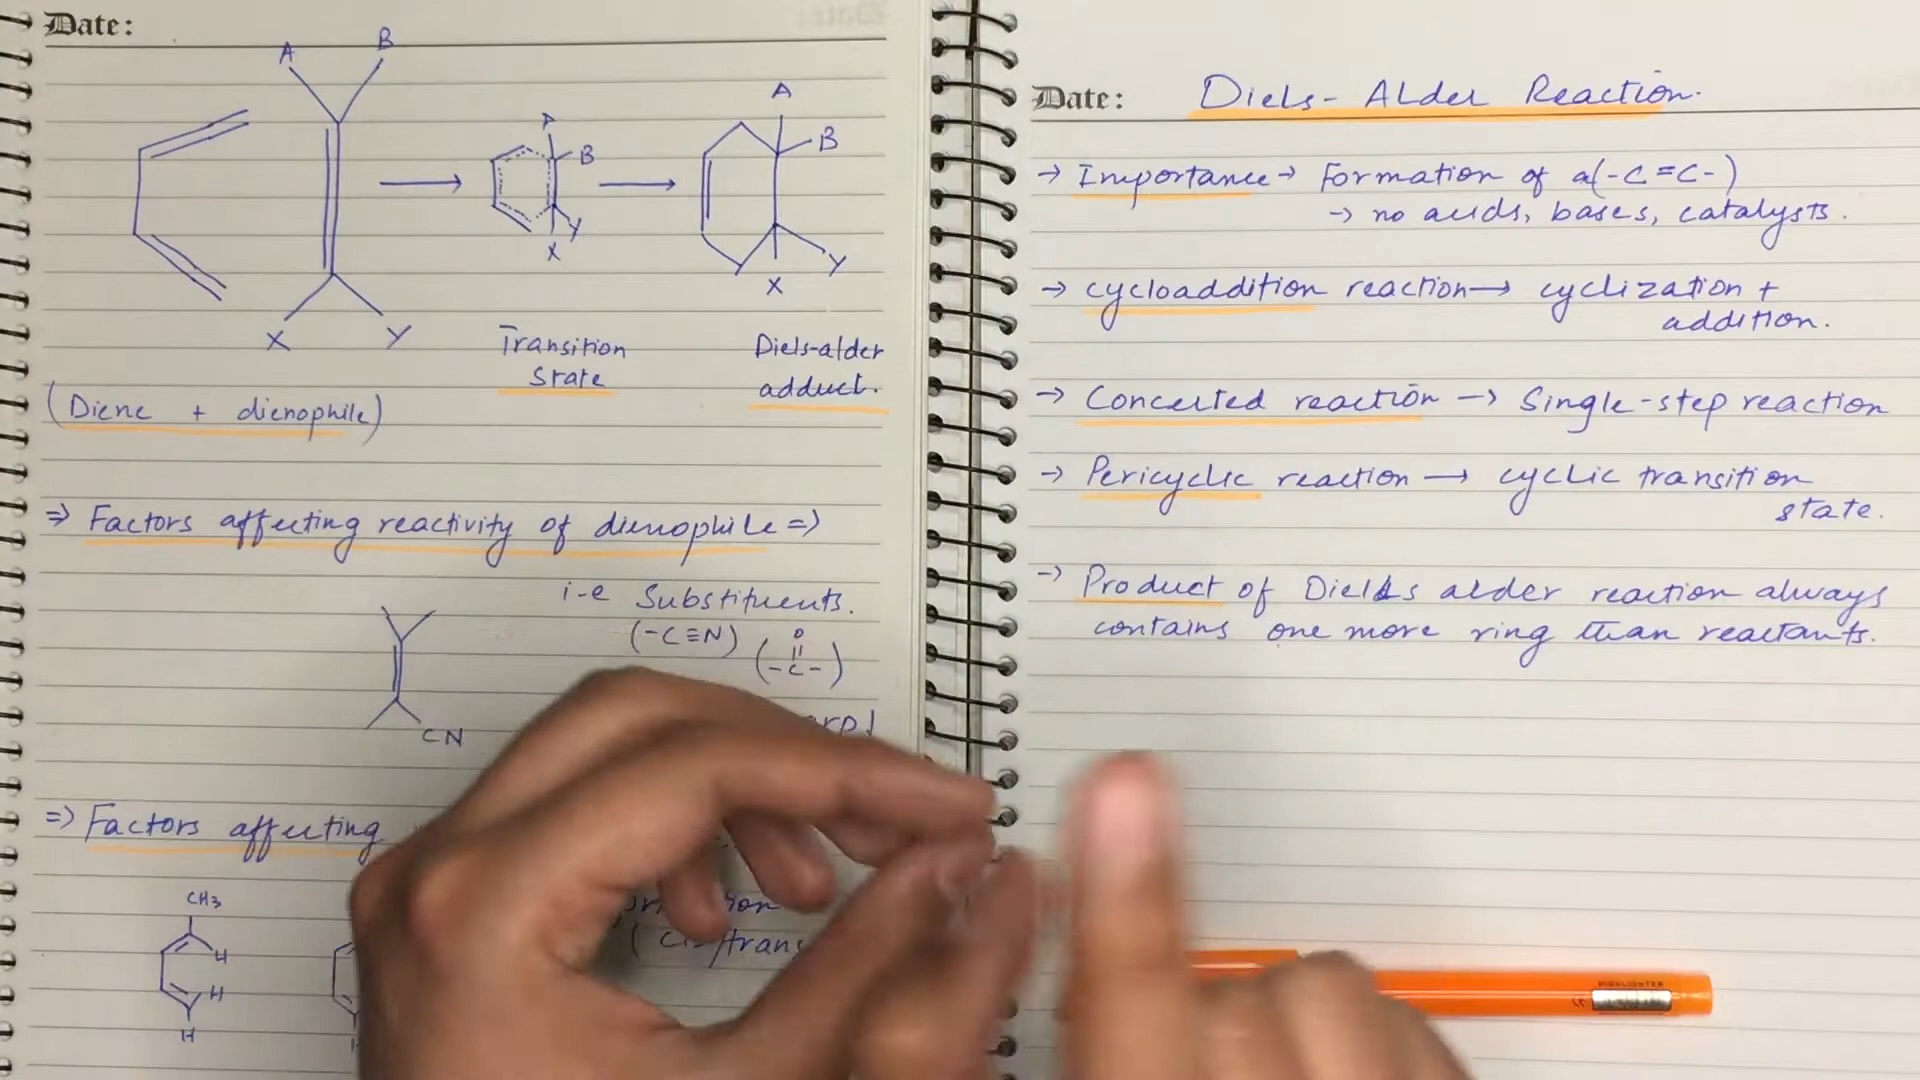 Date:
A B
A
B
X Y
A
B
X Y
X Y
Transition
State
Diels-alder
adduct.
(Diene + dienophile)
=> Factors affecting reactivity of dienophile =>
i-e Substituents.
(-C≡N)
O
(-C-)
CN
=> Factors affecting
CH3
H
H
H
Date: Diels-Alder Reaction.
→ Importance → Formation of a(-C=C-)
→ no acids, bases, catalysts.
→ cycloaddition reaction → cyclization +
addition.
→ Concerted reaction → Single-step reaction
→ Pericyclic reaction → cyclic transition
state.
→ Product of Diels alder reaction always
contains one more ring than reactants.
HIGHLIGHTER